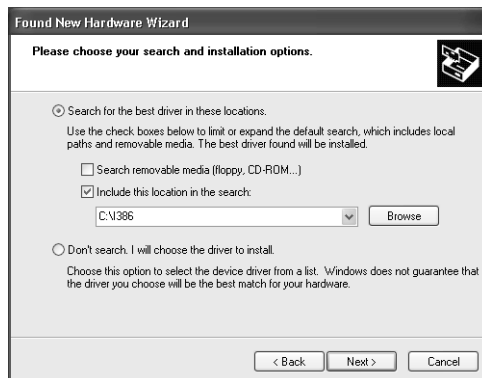 Found New Hardware Wizard
Please choose your search and installation options.
Search for the best driver in these locations.
Use the check boxes below to limit or expand the default search, which includes local
paths and removable media. The best driver found will be installed.
Search removable media (floppy, CD-ROM...)
Include this location in the search:
C:\I386
Browse
Don't search. I will choose the driver to install.
Choose this option to select the device driver from a list. Windows does not guarantee that
the driver you choose will be the best match for your hardware.
< Back Next > Cancel